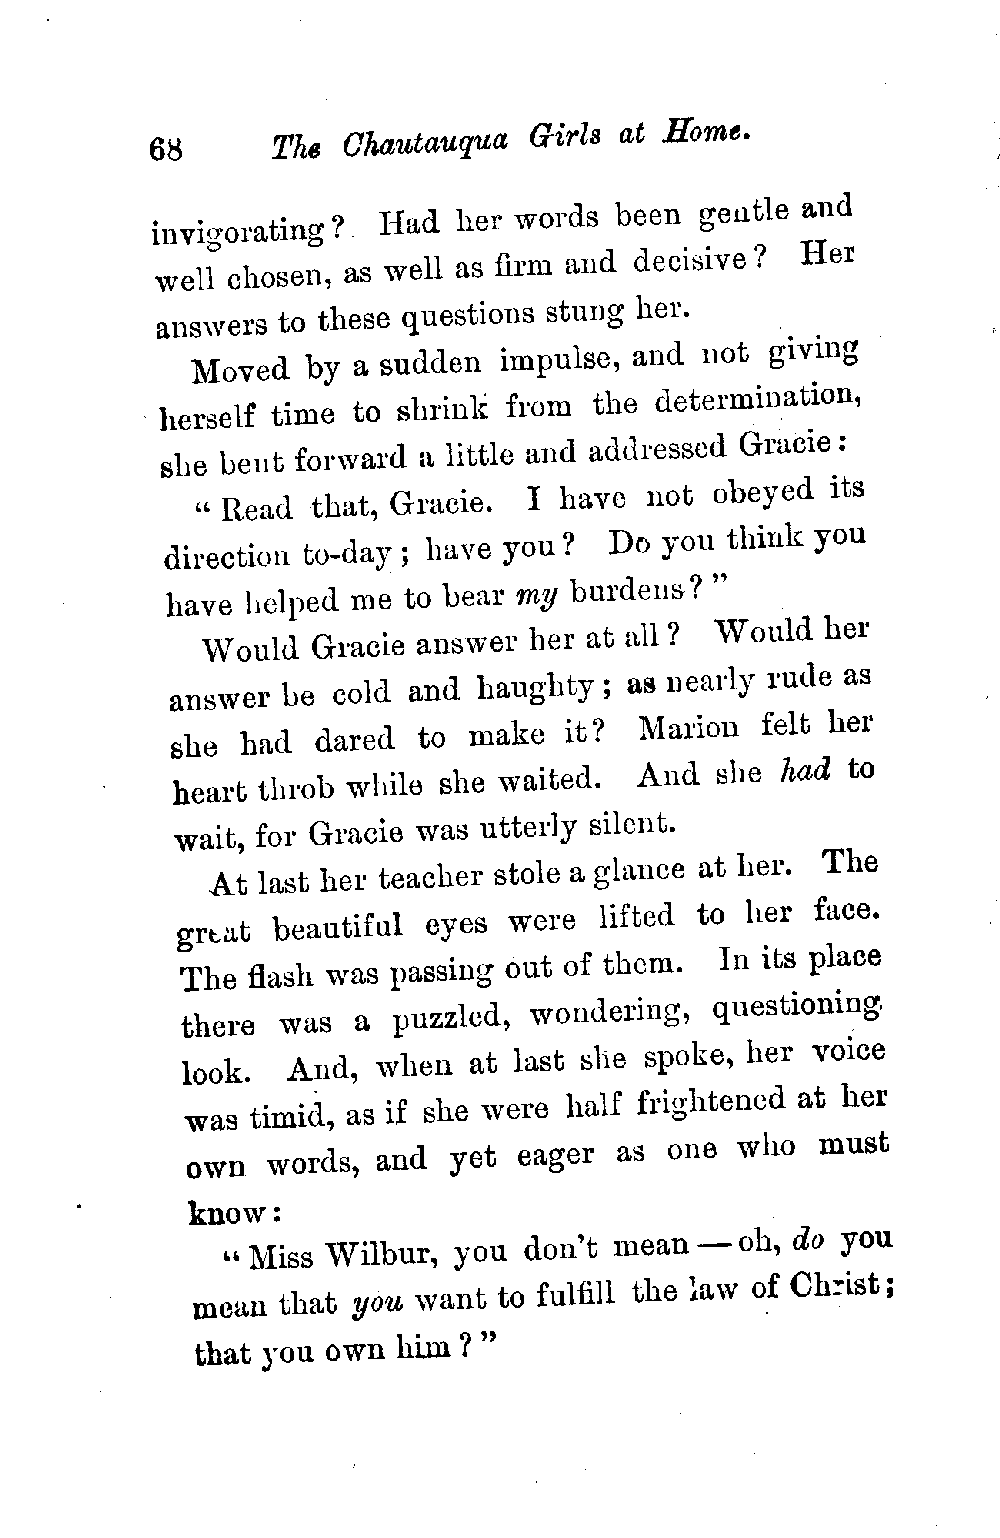 68 The Chautauqua Girls at Home.
invigorating? Had her words been gentle and
well chosen, as well as firm and decisive? Her
answers to these questions stung her.
Moved by a sudden impulse, and not giving
herself time to shrink from the determination,
she bent forward a little and addressed Gracie:
“Read that, Gracie. I have not obeyed its
direction to-day; have you? Do you think you
have helped me to bear my burdens?”
Would Gracie answer her at all? Would her
answer be cold and haughty; as nearly rude as
she had dared to make it? Marion felt her
heart throb while she waited. And she had to
wait, for Gracie was utterly silent.
At last her teacher stole a glance at her. The
great beautiful eyes were lifted to her face.
The flash was passing out of them. In its place
there was a puzzled, wondering, questioning
look. And, when at last she spoke, her voice
was timid, as if she were half frightened at her
own words, and yet eager as one who must
know:
“Miss Wilbur, you don't mean—oh, do you
mean that you want to fulfill the law of Christ;
that you own him?”